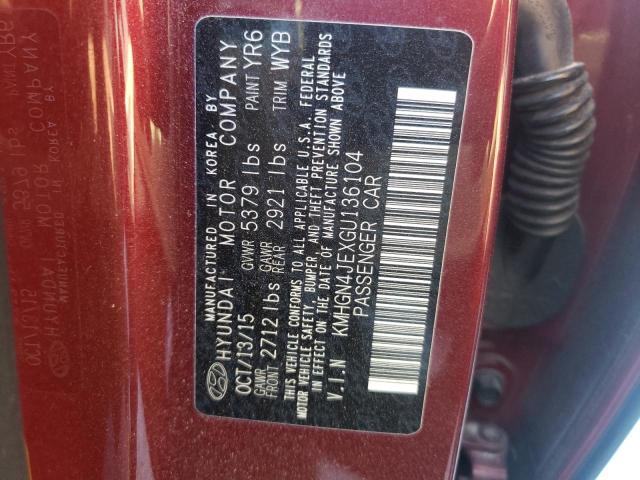 MANUFACTURED IN KOREA BY
HYUNDAI MOTOR COMPANY
OCT/13/15 GVWR 5379 lbs PAINT YR6
GAWR FRONT 2712 lbs GAWR REAR 2921 lbs TRIM WYB
THIS VEHICLE CONFORMS TO ALL APPLICABLE U.S.A. FEDERAL
MOTOR VEHICLE SAFETY, BUMPER, AND THEFT PREVENTION STANDARDS
IN EFFECT ON THE DATE OF MANUFACTURE SHOWN ABOVE
V.I.N KMHGN4JEXGU136104
PASSENGER CAR